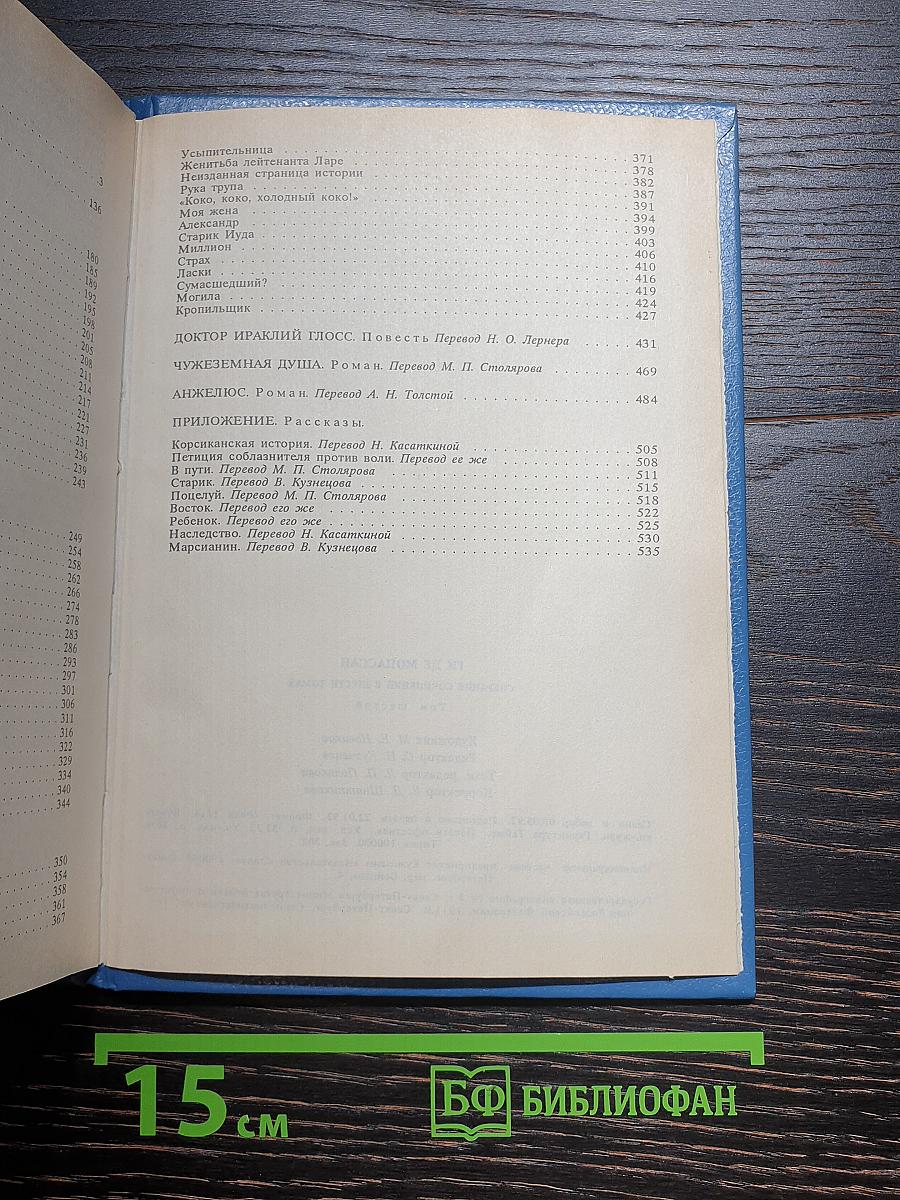 3
136
180
185
189
192
195
198
201
205
208
211
214
217
221
227
231
236
239
243
249
254
258
262
266
274
278
283
286
293
297
301
306
311
316
322
329
334
340
344
350
354
358
361
367
Усыпительница 371
Женитьба лейтенанта Ларе 378
Неизданная страница истории 382
Рука трупа 387
«Коко, коко, холодный коко!» 391
Моя жена 394
Александр 399
Старик Иуда 403
Миллион 406
Страх 410
Ласки 416
Сумасшедший? 419
Могила 424
Кропильщик 427
ДОКТОР ИРАКЛИЙ ГЛОСС. Повесть Перевод Н. О. Лернера 431
ЧУЖЕЗЕМНАЯ ДУША. Роман. Перевод М. П. Столярова 469
АНЖЕЛЮС. Роман. Перевод А. Н. Толстой 484
ПРИЛОЖЕНИЕ. Рассказы.
Корсиканская история. Перевод Н. Касаткиной 505
Петиция соблазнителя против воли. Перевод ее же 508
В пути. Перевод М. П. Столярова 511
Старик. Перевод В. Кузнецова 515
Поцелуй. Перевод М. П. Столярова 518
Восток. Перевод его же 522
Ребенок. Перевод его же 525
Наследство. Перевод Н. Касаткиной 530
Марсианин. Перевод В. Кузнецова 535
15 см
БФ БИБЛИОФАН